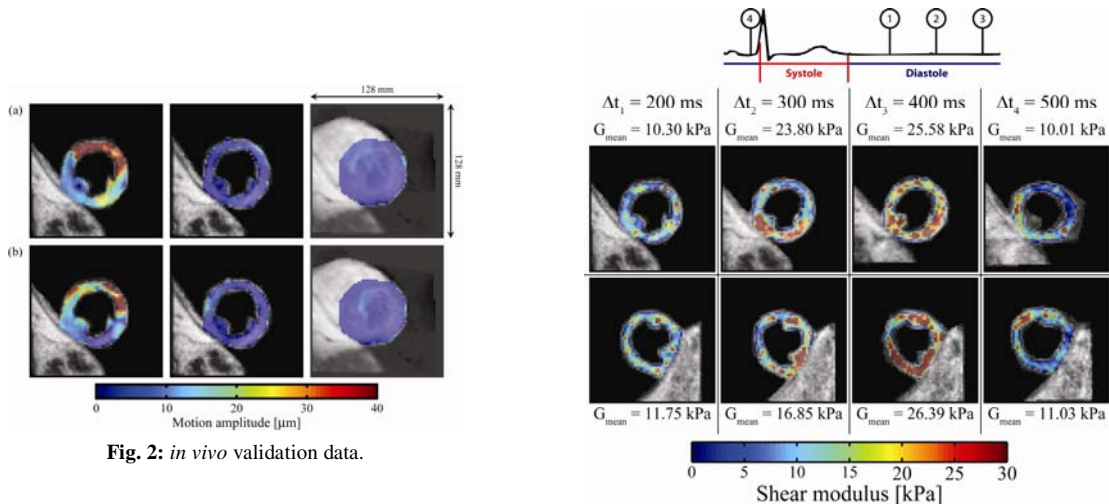 (a)
128 mm
128 mm
(b)
0 10 20 30 40
Motion amplitude [µm]
Fig. 2: in vivo validation data.
4 1 2 3
Systole Diastole
Δt1 = 200 ms Δt2 = 300 ms Δt3 = 400 ms Δt4 = 500 ms
Gmean = 10.30 kPa Gmean = 23.80 kPa Gmean = 25.58 kPa Gmean = 10.01 kPa
Gmean = 11.75 kPa Gmean = 16.85 kPa Gmean = 26.39 kPa Gmean = 11.03 kPa
0 5 10 15 20 25 30
Shear modulus [kPa]